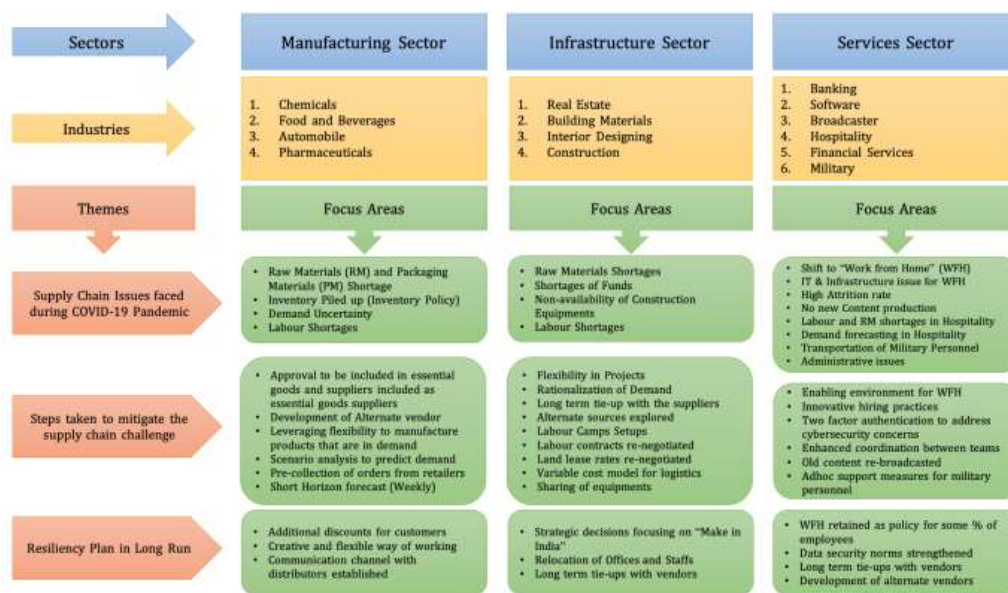 Sectors
Manufacturing Sector
Infrastructure Sector
Services Sector
Industries
1. Chemicals
2. Food and Beverages
3. Automobile
4. Pharmaceuticals
1. Real Estate
2. Building Materials
3. Interior Designing
4. Construction
1. Banking
2. Software
3. Broadcaster
4. Hospitality
5. Financial Services
6. Military
Themes
Focus Areas
Focus Areas
Focus Areas
Supply Chain Issues faced
during COVID-19 Pandemic
• Raw Materials (RM) and Packaging
Materials (PM) Shortage
• Inventory Piled up (Inventory Policy)
• Demand Uncertainty
• Labour Shortages
• Raw Materials Shortages
• Shortages of Funds
• Non-availability of Construction
Equipments
• Labour Shortages
• Shift to "Work from Home" (WFH)
• IT & Infrastructure issue for WFH
• High Attrition rate
• No new Content production
• Labour and RM shortages in Hospitality
• Demand forecasting in Hospitality
• Transportation of Military Personnel
• Administrative issues
Steps taken to mitigate the
supply chain challenge
• Approval to be included in essential
goods and suppliers included as
essential goods suppliers
• Development of Alternate vendor
• Leveraging flexibility to manufacture
products that are in demand
• Scenario analysis to predict demand
• Pre-collection of orders from retailers
• Short Horizon forecast (Weekly)
• Flexibility in Projects
• Rationalization of Demand
• Long term tie-up with the suppliers
• Alternate sources explored
• Labour Camps Setups
• Labour contracts re-negotiated
• Land lease rates re-negotiated
• Variable cost model for logistics
• Sharing of equipments
• Enabling environment for WFH
• Innovative hiring practices
• Two factor authentication to address
cybersecurity concerns
• Enhanced coordination between teams
• Old content re-broadcasted
• Adhoc support measures for military
personnel
Resiliency Plan in Long Run
• Additional discounts for customers
• Creative and flexible way of working
• Communication channel with
distributors established
• Strategic decisions focusing on "Make in
India"
• Relocation of Offices and Staffs
• Long term tie-ups with vendors
• WFH retained as policy for some % of
employees
• Data security norms strengthened
• Long term tie-ups with vendors
• Development of alternate vendors